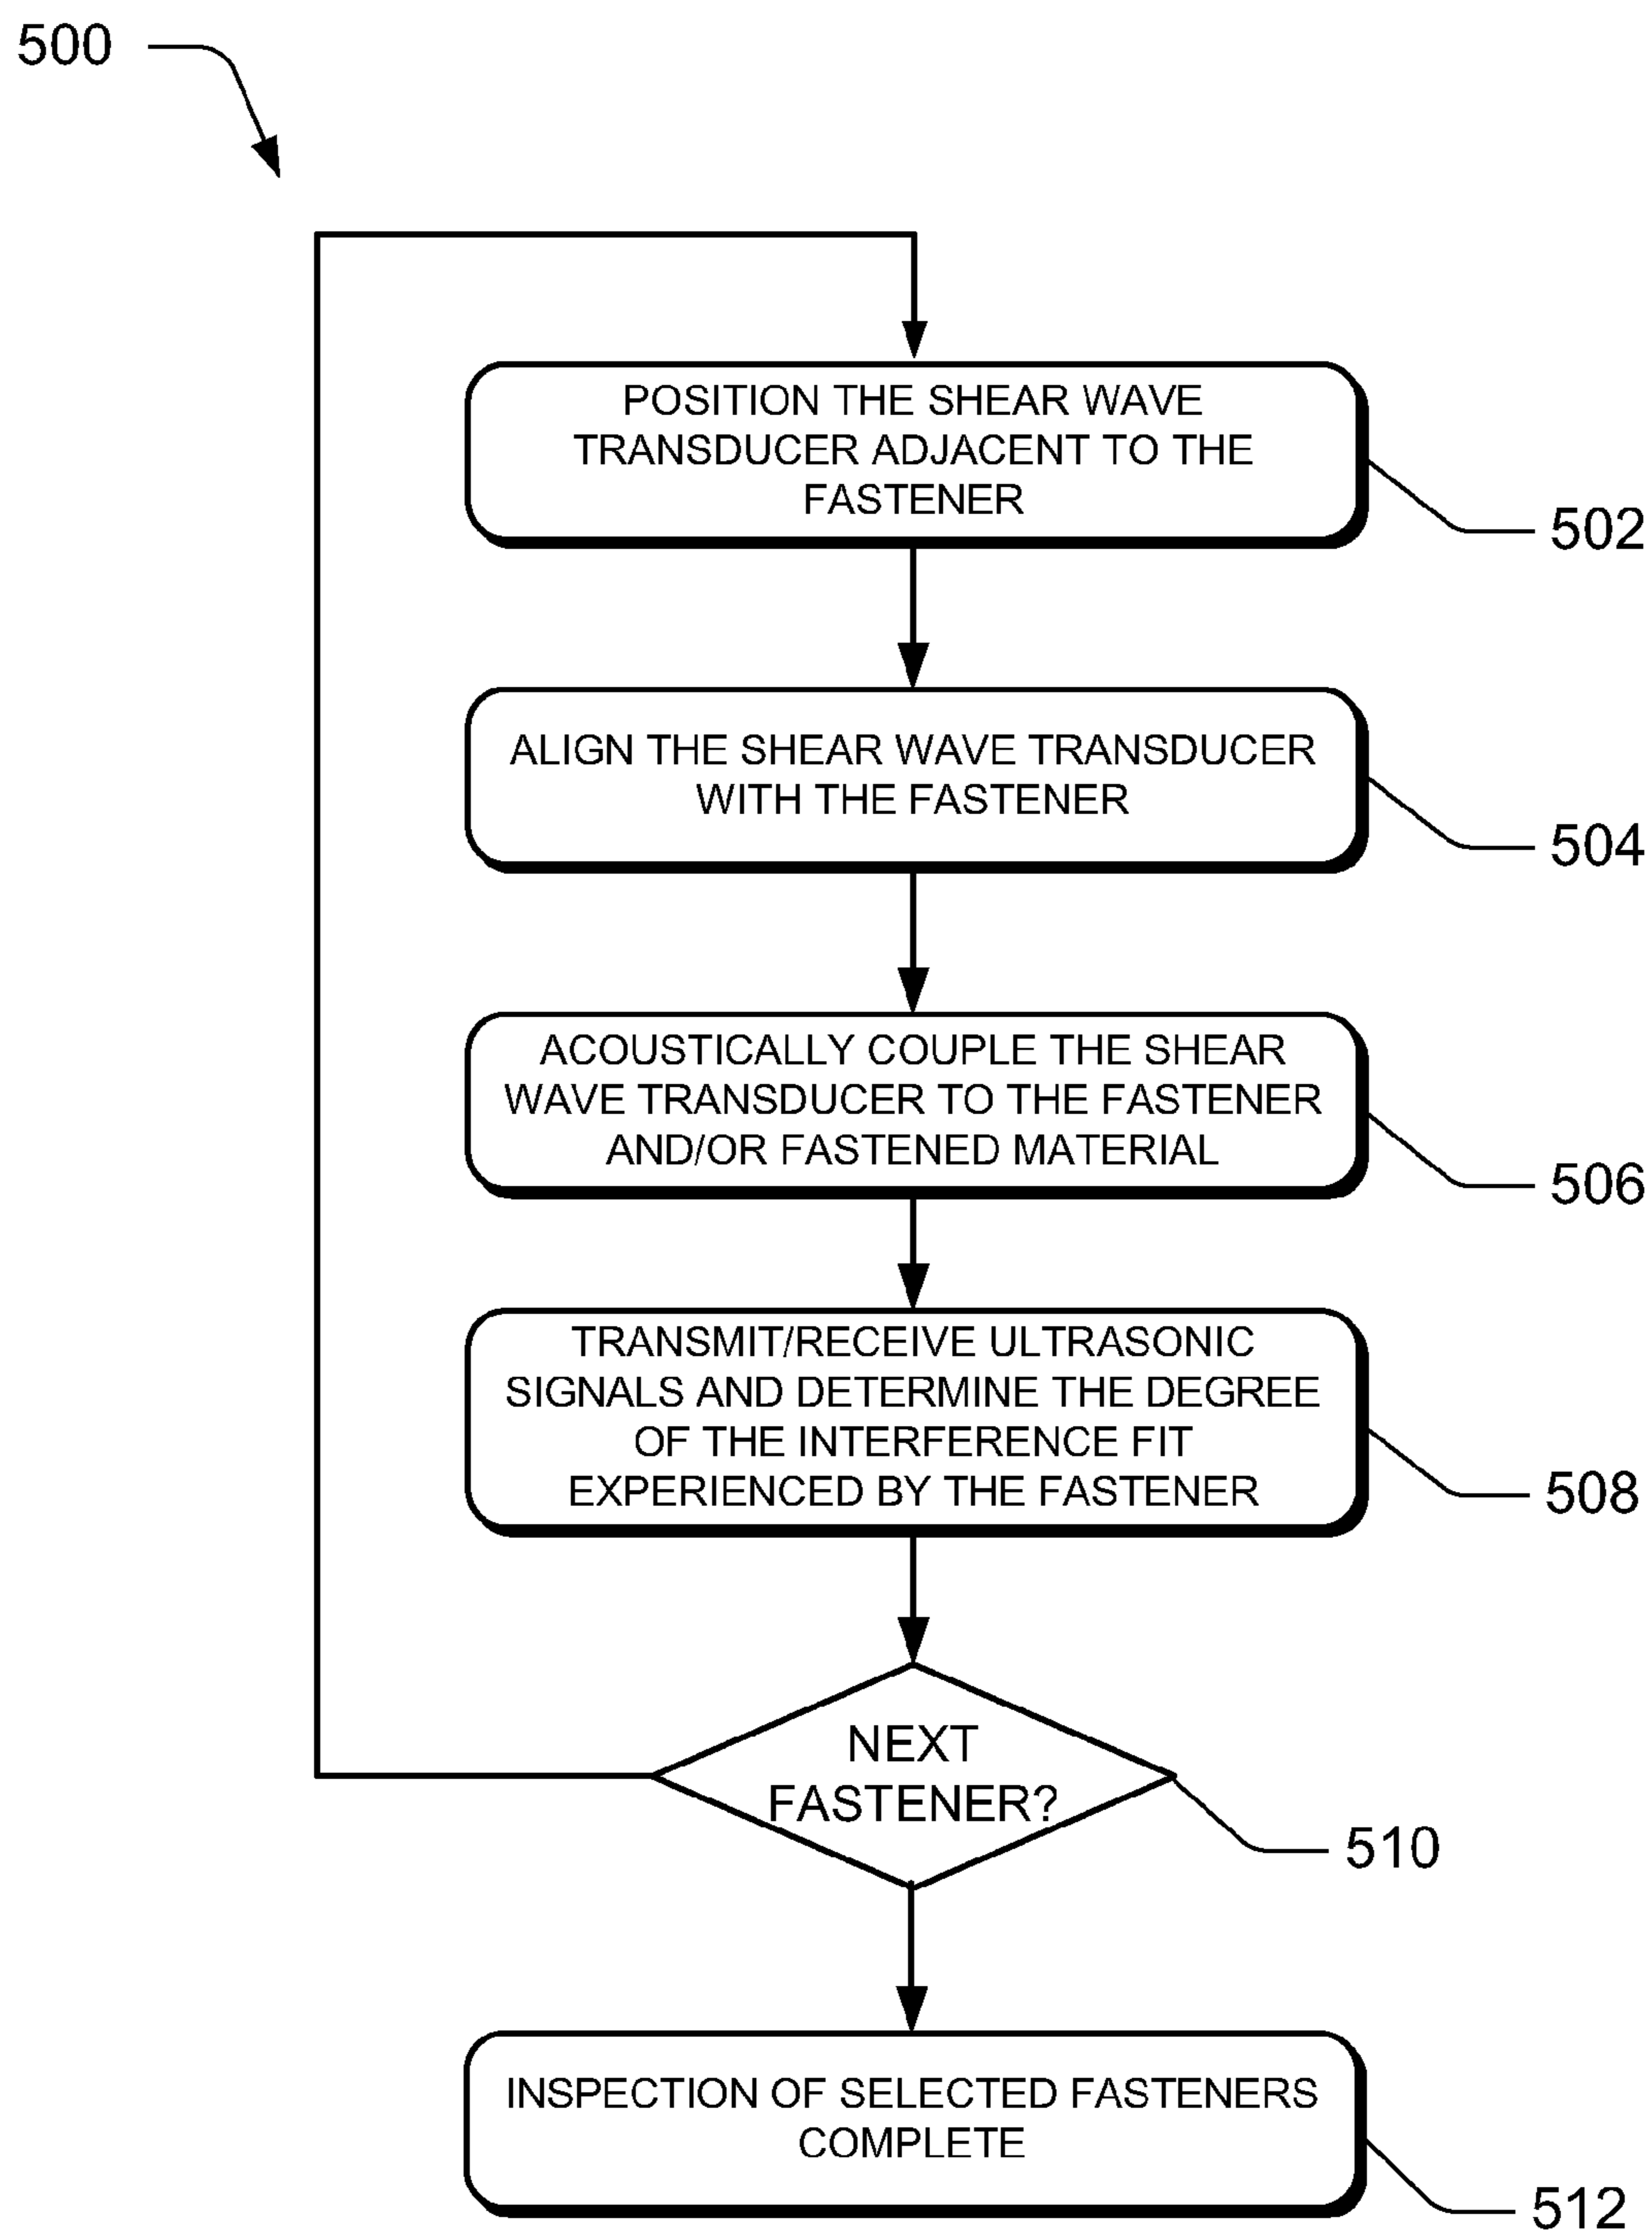 500
POSITION THE SHEAR WAVE
TRANSDUCER ADJACENT TO THE
FASTENER
502
ALIGN THE SHEAR WAVE TRANSDUCER
WITH THE FASTENER
504
ACOUSTICALLY COUPLE THE SHEAR
WAVE TRANSDUCER TO THE FASTENER
AND/OR FASTENED MATERIAL
506
TRANSMIT/RECEIVE ULTRASONIC
SIGNALS AND DETERMINE THE DEGREE
OF THE INTERFERENCE FIT
EXPERIENCED BY THE FASTENER
508
NEXT
FASTENER?
510
INSPECTION OF SELECTED FASTENERS
COMPLETE
512